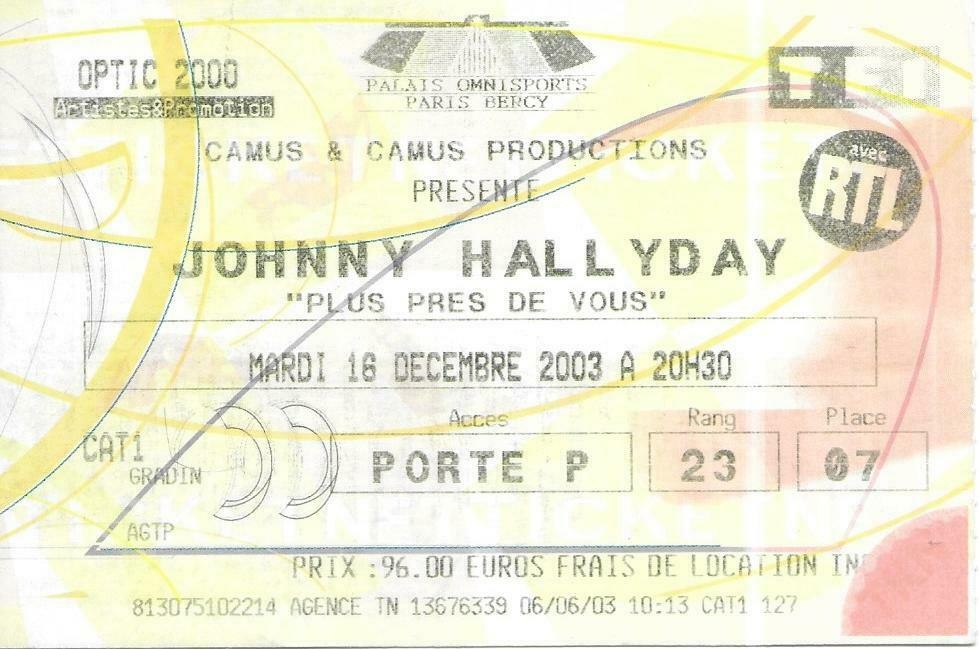 OPTIC 2000
Artistes&Promotion
PALAIS OMNISPORTS
PARIS BERCY
TF1
CAMUS & CAMUS PRODUCTIONS
PRESENTE
avec
RTL
JOHNNY HALLYDAY
"PLUS PRES DE VOUS"
MARDI 16 DECEMBRE 2003 A 20H30
Acces Rang Place
CAT1
GRADIN
PORTE P 23 07
AGTP
PRIX :96.00 EUROS FRAIS DE LOCATION INC
813075102214 AGENCE TN 13676339 06/06/03 10:13 CAT1 127